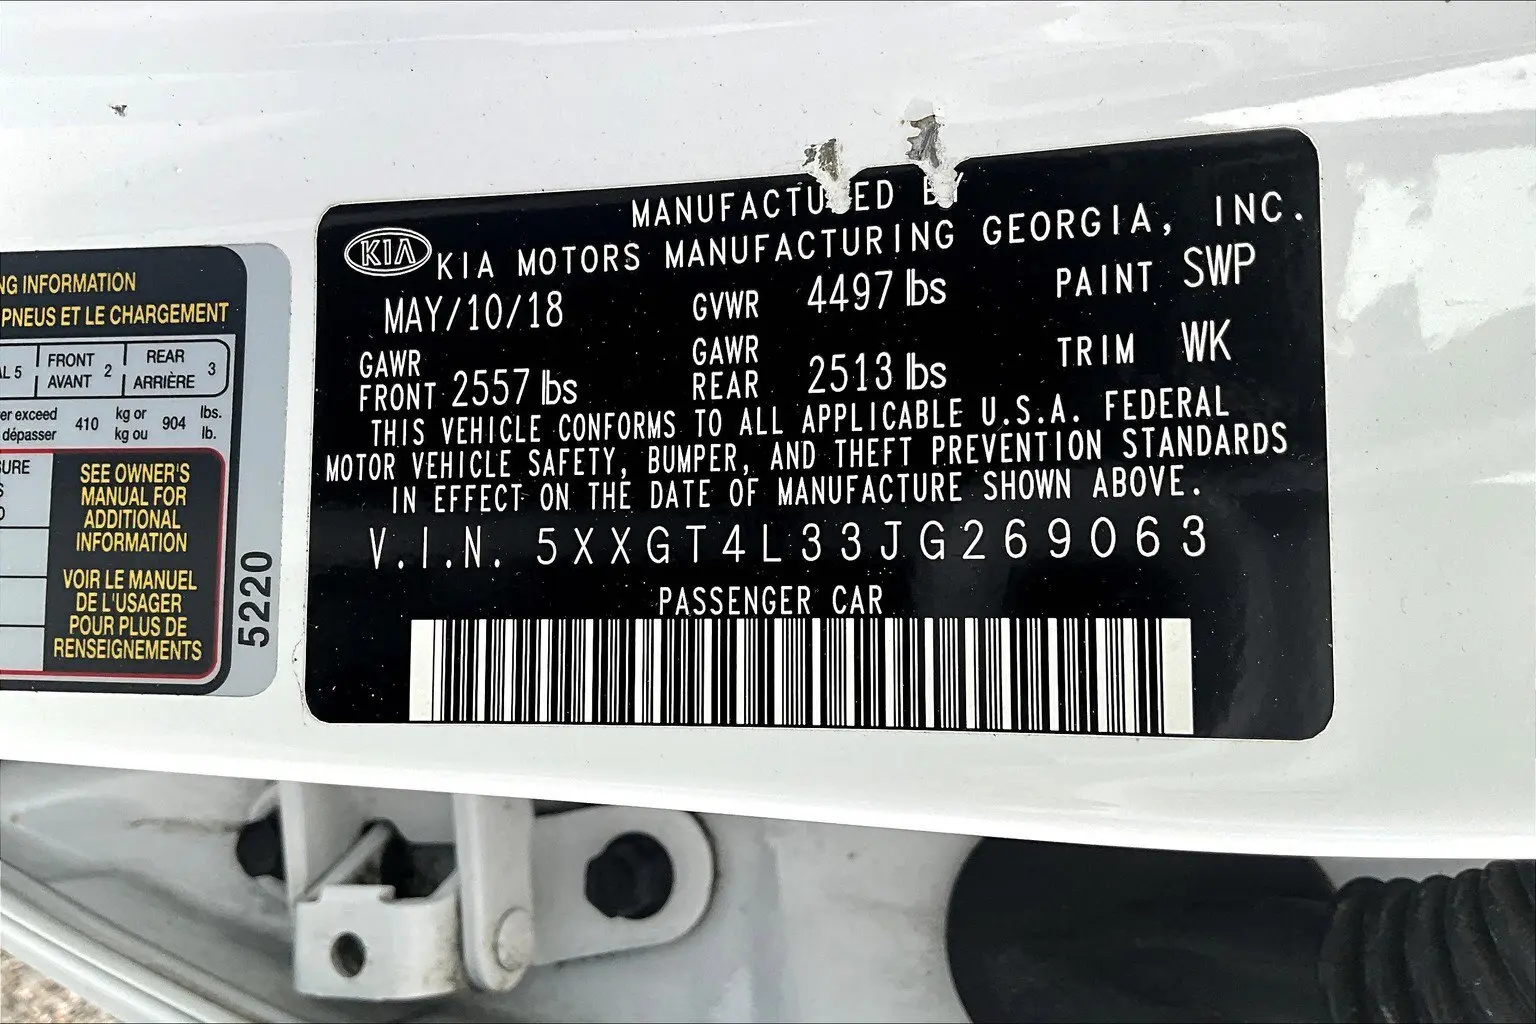 NG INFORMATION
PNEUS ET LE CHARGEMENT
AL 5 FRONT AVANT 2 REAR ARRIÈRE 3
er exceed 410 kg or 904 lbs.
dépasser kg ou lb.
SURE
SEE OWNER'S
MANUAL FOR
ADDITIONAL
INFORMATION
VOIR LE MANUEL
DE L'USAGER
POUR PLUS DE
RENSEIGNEMENTS
5220
MANUFACTURED BY
KIA KIA MOTORS MANUFACTURING GEORGIA, INC.
MAY/10/18 GVWR 4497 lbs PAINT SWP
GAWR GAWR
FRONT 2557 lbs REAR 2513 lbs TRIM WK
THIS VEHICLE CONFORMS TO ALL APPLICABLE U.S.A. FEDERAL
MOTOR VEHICLE SAFETY, BUMPER, AND THEFT PREVENTION STANDARDS
IN EFFECT ON THE DATE OF MANUFACTURE SHOWN ABOVE.
V.I.N. 5XXGT4L33JG269063
PASSENGER CAR